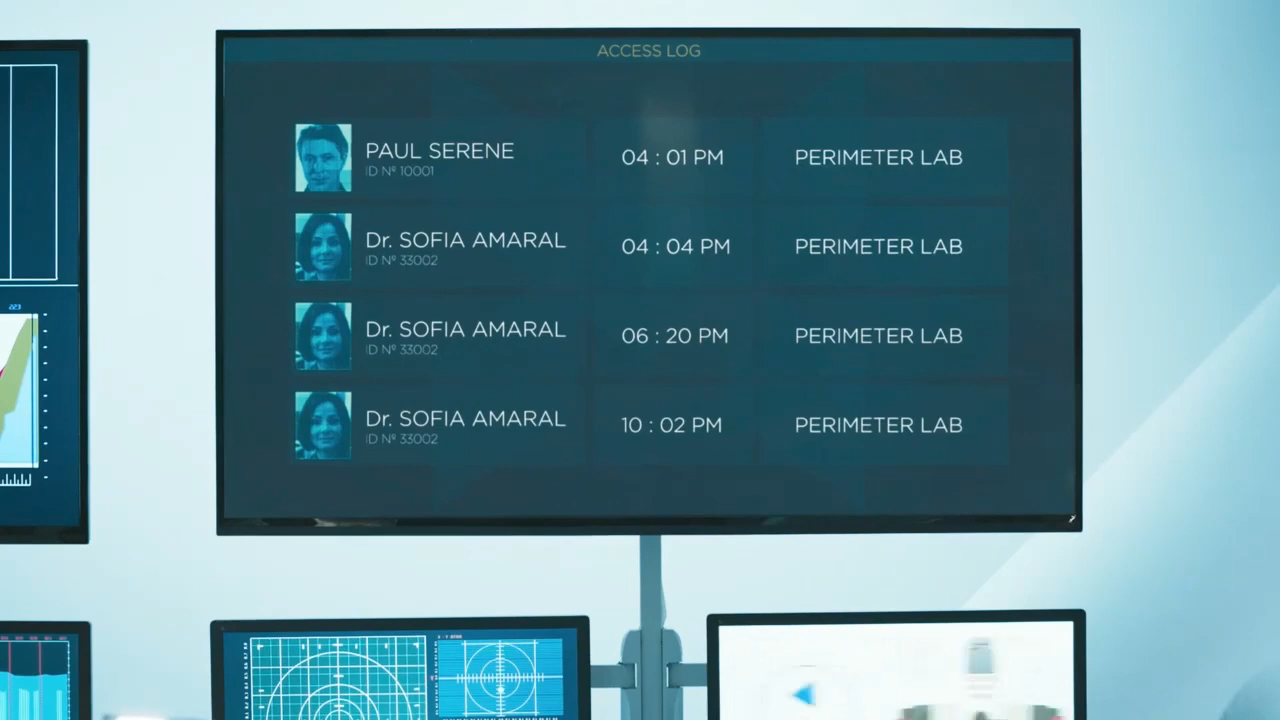 ACCESS LOG
PAUL SERENE
ID Nº 10001
04 : 01 PM
PERIMETER LAB
Dr. SOFIA AMARAL
ID Nº 33002
04 : 04 PM
PERIMETER LAB
Dr. SOFIA AMARAL
ID Nº 33002
06 : 20 PM
PERIMETER LAB
Dr. SOFIA AMARAL
ID Nº 33002
10 : 02 PM
PERIMETER LAB
223